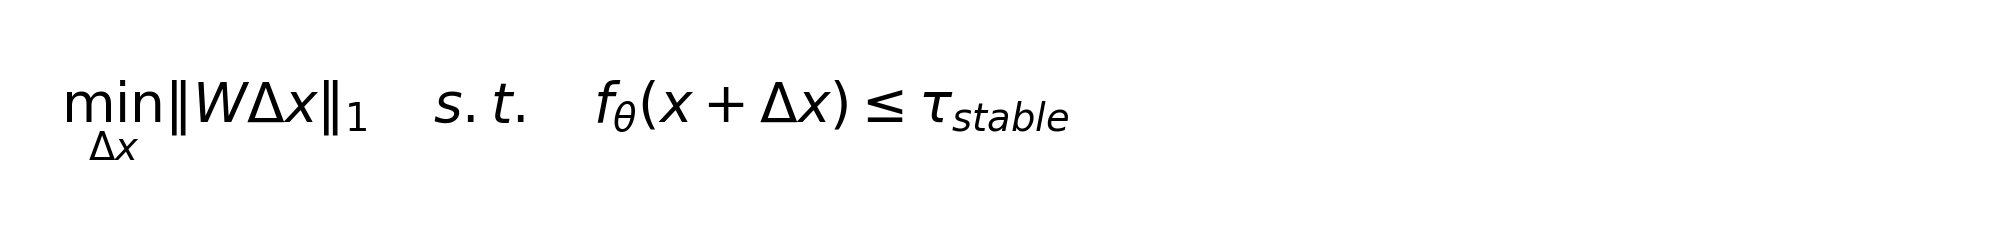 min_{Δx} ‖WΔx‖₁ s.t. f_θ(x + Δx) ≤ τ_{stable}